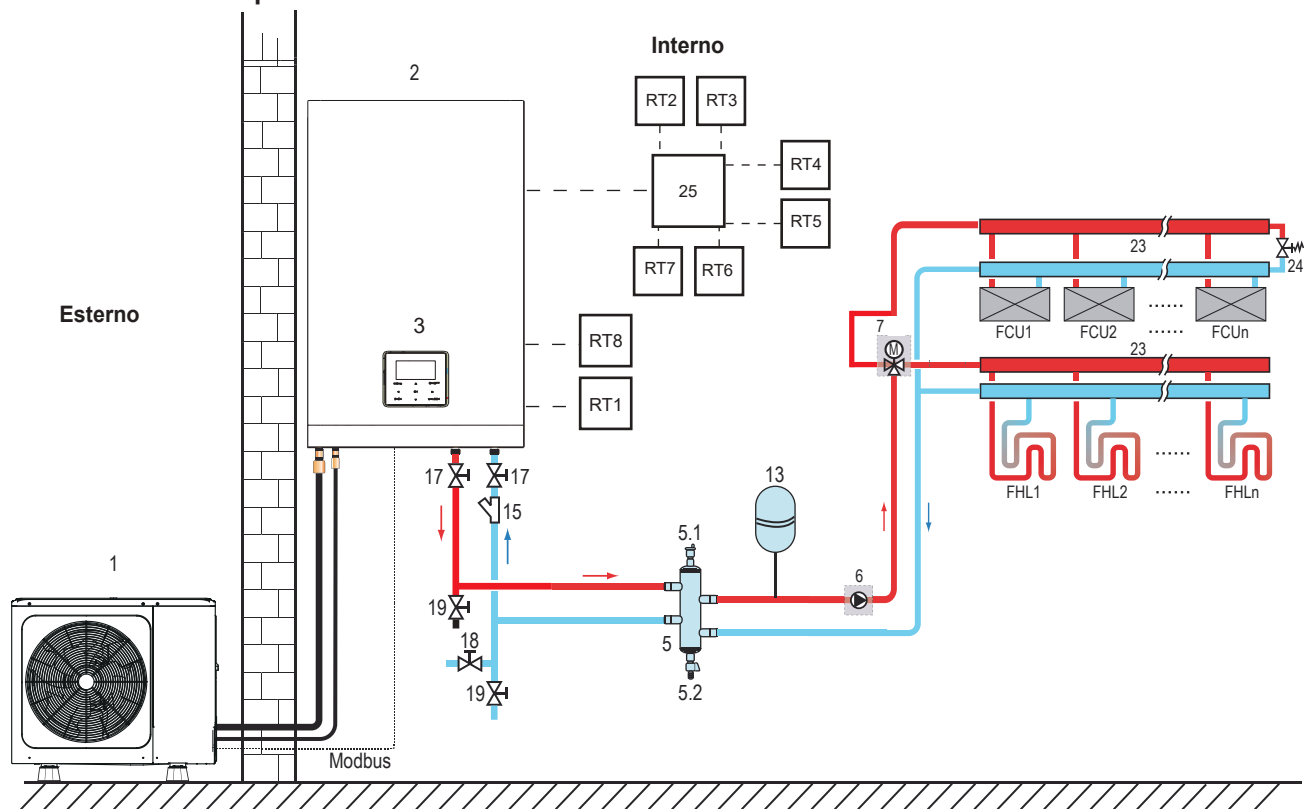 Interno
2
RT2
RT3
RT4
25
RT5
RT7
RT6
23
24
Esterno
3
FCU1
FCU2
......
......
FCUn
7
M
23
RT8
RT1
17
17
15
13
FHL1
FHL2
......
......
FHLn
5.1
1
6
19
18
5
19
5.2
Modbus